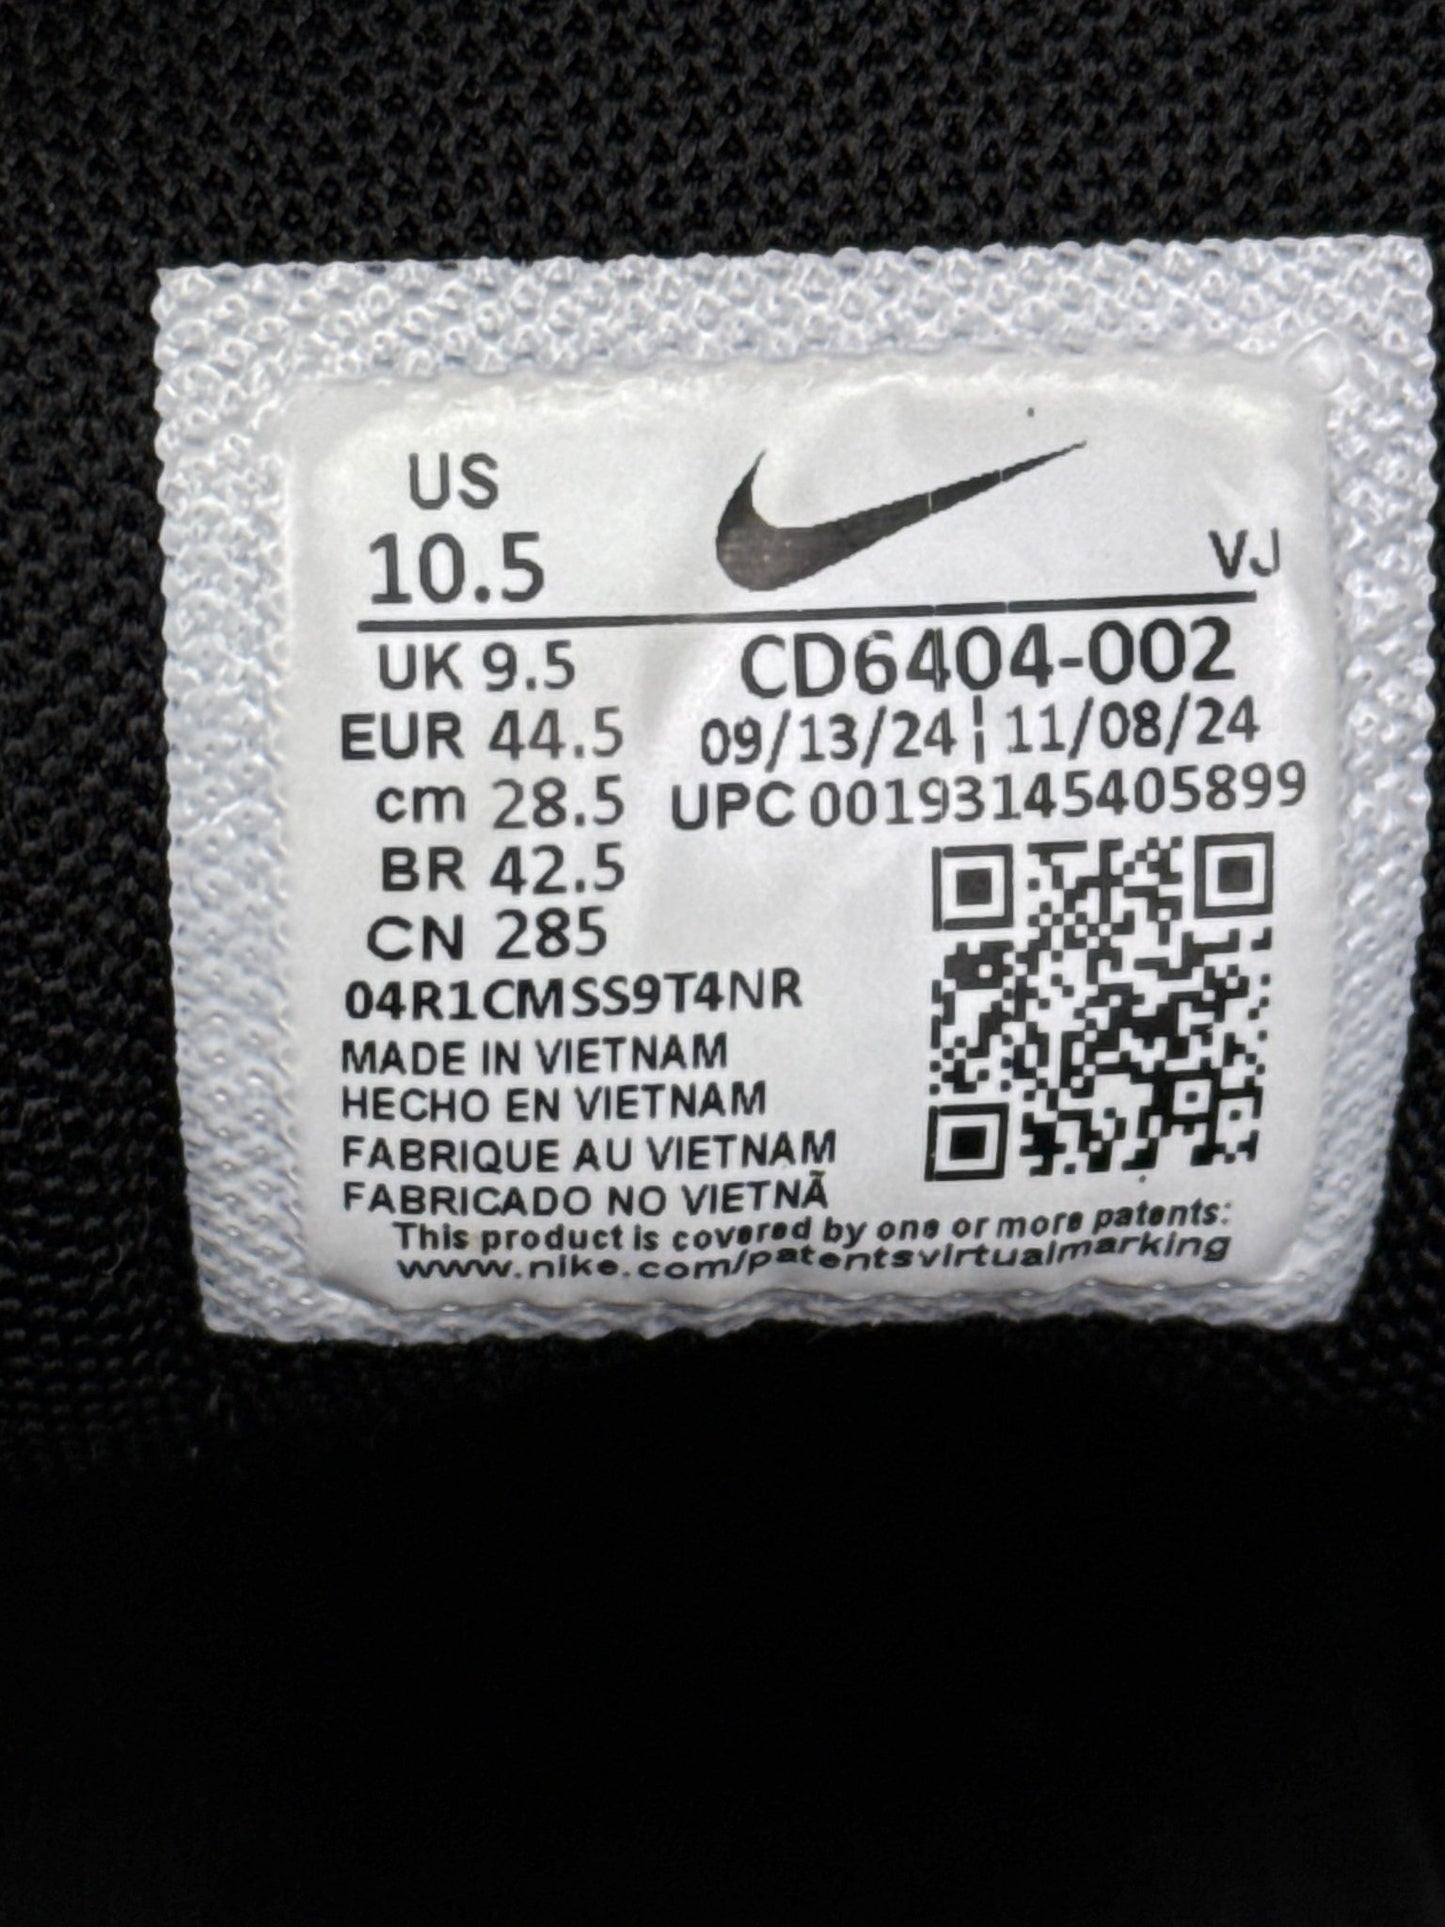 US
10.5
VJ
UK 9.5
CD6404-002
EUR 44.5
09/13/24 ¦ 11/08/24
cm 28.5
UPC 00193145405899
BR 42.5
CN 285
04R1CMSS9T4NR
MADE IN VIETNAM
HECHO EN VIETNAM
FABRIQUE AU VIETNAM
FABRICADO NO VIETNÃ
This product is covered by one or more patents:
www.nike.com/patentsvirtualmarking